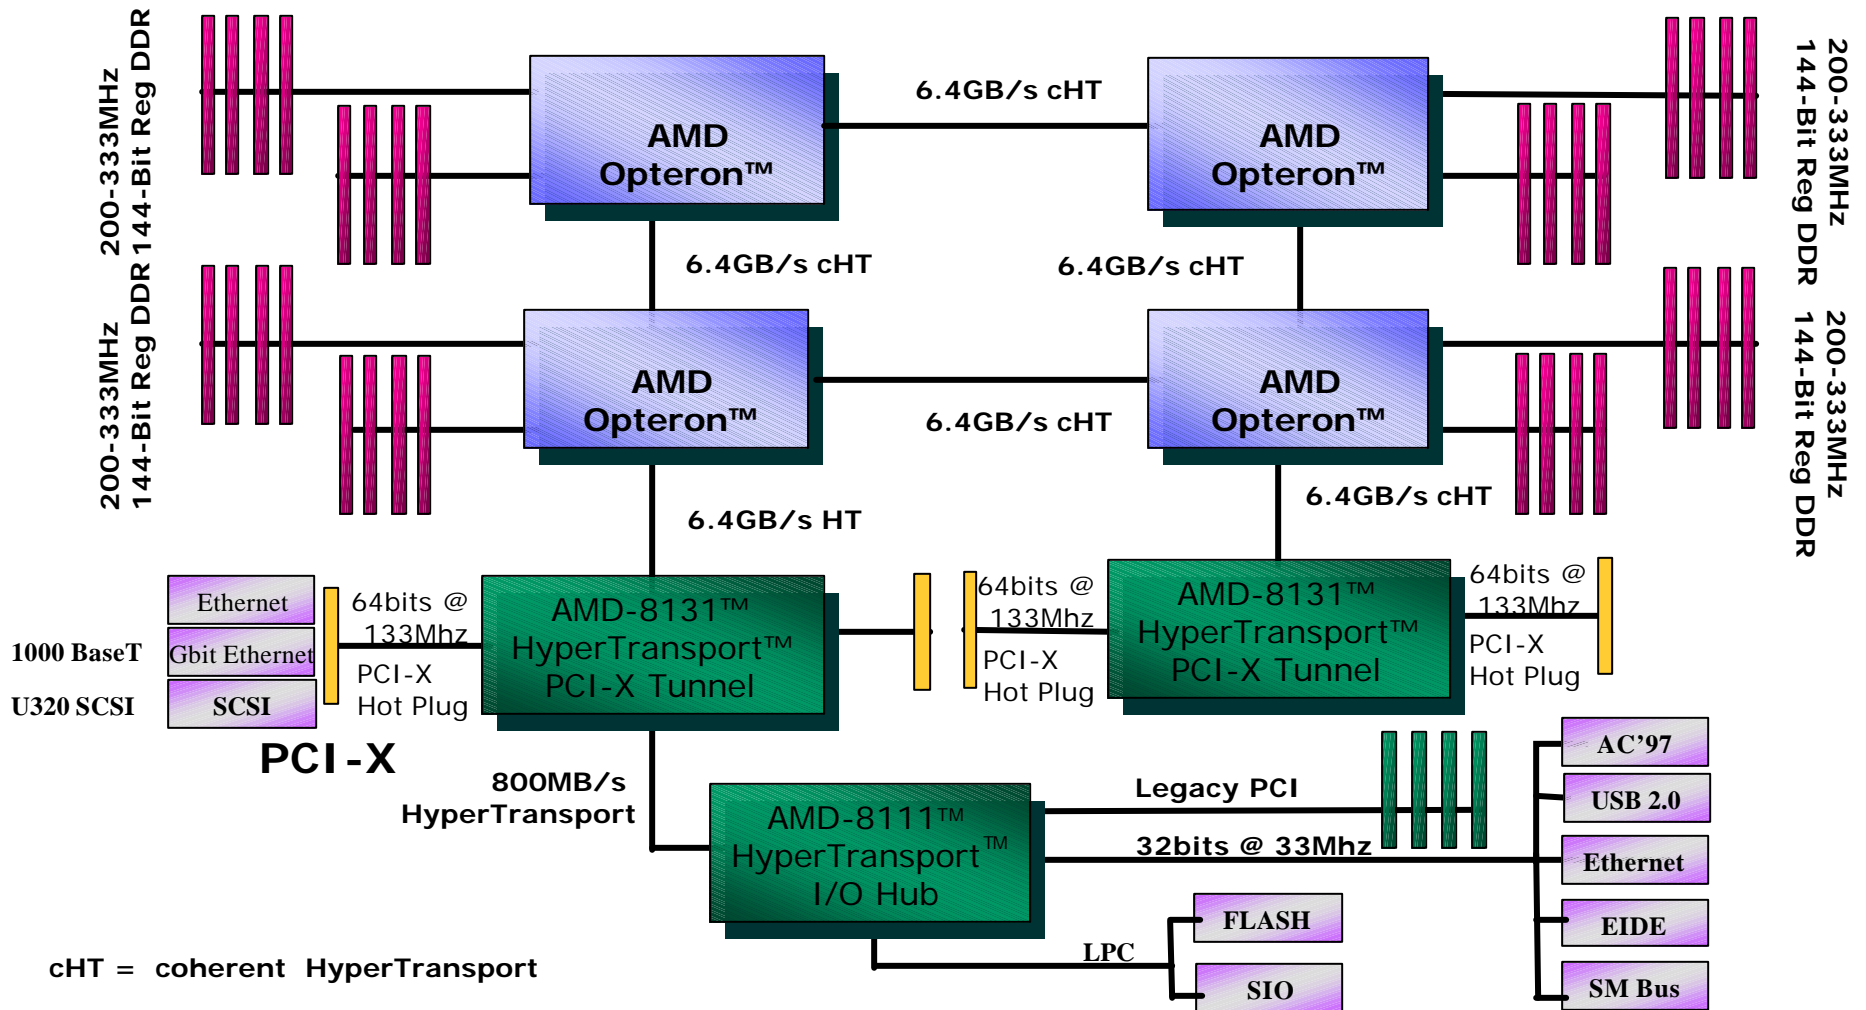 200-333MHz
144-Bit Reg DDR
6.4GB/s cHT
200-333MHz
144-Bit Reg DDR
AMD
Opteron™
AMD
Opteron™
6.4GB/s cHT
6.4GB/s cHT
200-333MHz
144-Bit Reg DDR
200-333MHz
144-Bit Reg DDR
AMD
Opteron™
AMD
Opteron™
6.4GB/s cHT
6.4GB/s HT
6.4GB/s cHT
Ethernet
1000 BaseT
Gbit Ethernet
U320 SCSI
SCSI
PCI-X
64bits @
133Mhz
PCI-X
Hot Plug
AMD-8131™
HyperTransport™
PCI-X Tunnel
64bits @
133Mhz
PCI-X
Hot Plug
AMD-8131™
HyperTransport™
PCI-X Tunnel
64bits @
133Mhz
PCI-X
Hot Plug
800MB/s
HyperTransport
AMD-8111™
HyperTransport™
I/O Hub
Legacy PCI
32bits @ 33Mhz
AC’97
USB 2.0
Ethernet
EIDE
SM Bus
LPC
FLASH
SIO
cHT = coherent HyperTransport